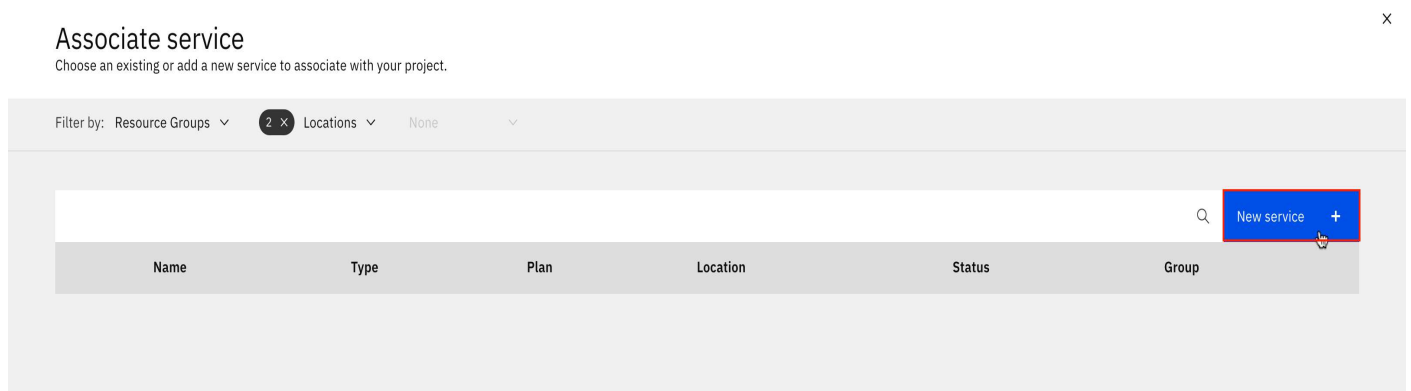 X
Associate service
Choose an existing or add a new service to associate with your project.
Filter by: Resource Groups 2 X Locations None
New service +
Name Type Plan Location Status Group